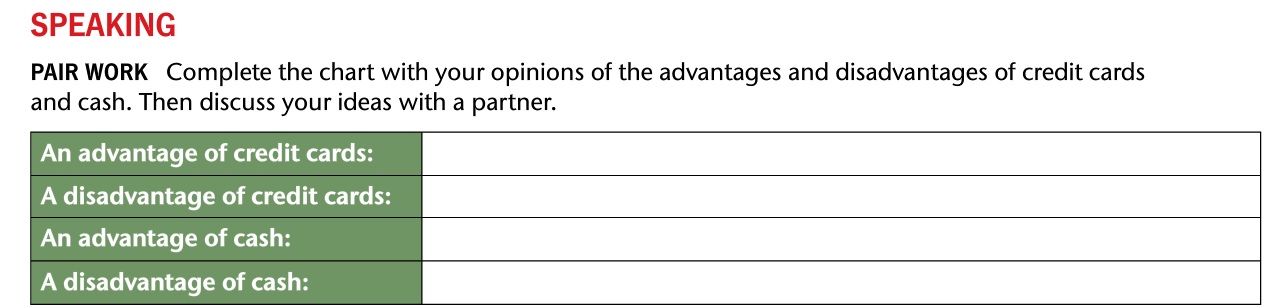 SPEAKING
PAIR WORK Complete the chart with your opinions of the advantages and disadvantages of credit cards
and cash. Then discuss your ideas with a partner.
An advantage of credit cards:
A disadvantage of credit cards:
An advantage of cash:
A disadvantage of cash: